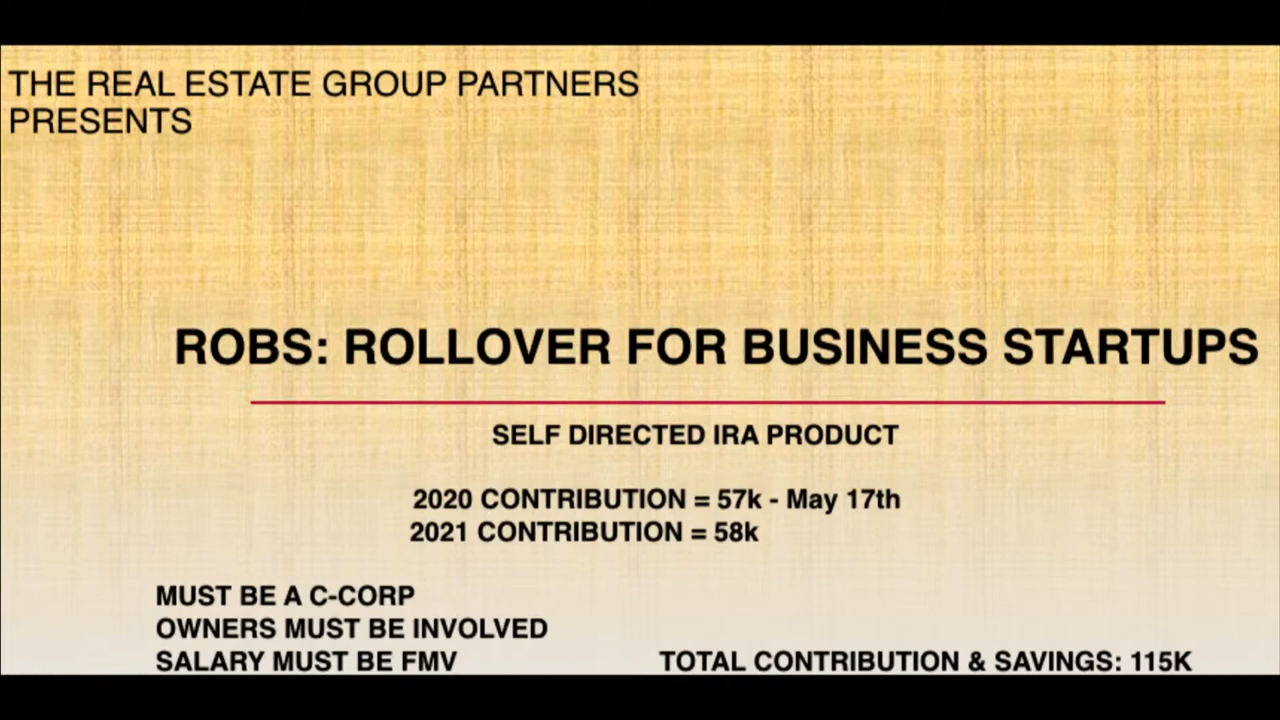 THE REAL ESTATE GROUP PARTNERS
PRESENTS
ROBS: ROLLOVER FOR BUSINESS STARTUPS
SELF DIRECTED IRA PRODUCT
2020 CONTRIBUTION = 57k - May 17th
2021 CONTRIBUTION = 58k
MUST BE A C-CORP
OWNERS MUST BE INVOLVED
SALARY MUST BE FMV
TOTAL CONTRIBUTION & SAVINGS: 115K